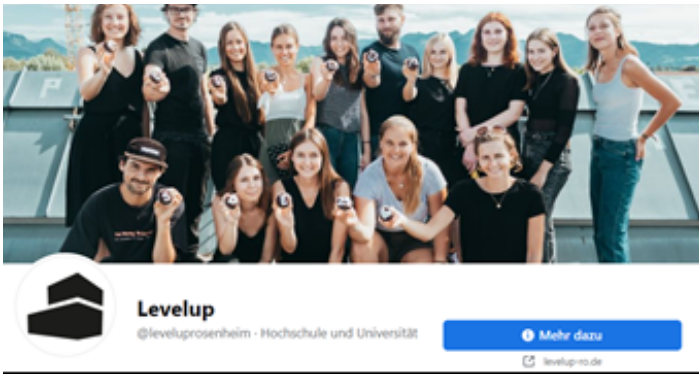 Levelup
@leveluprosenheim · Hochschule und Universität
Mehr dazu
levelup-ro.de